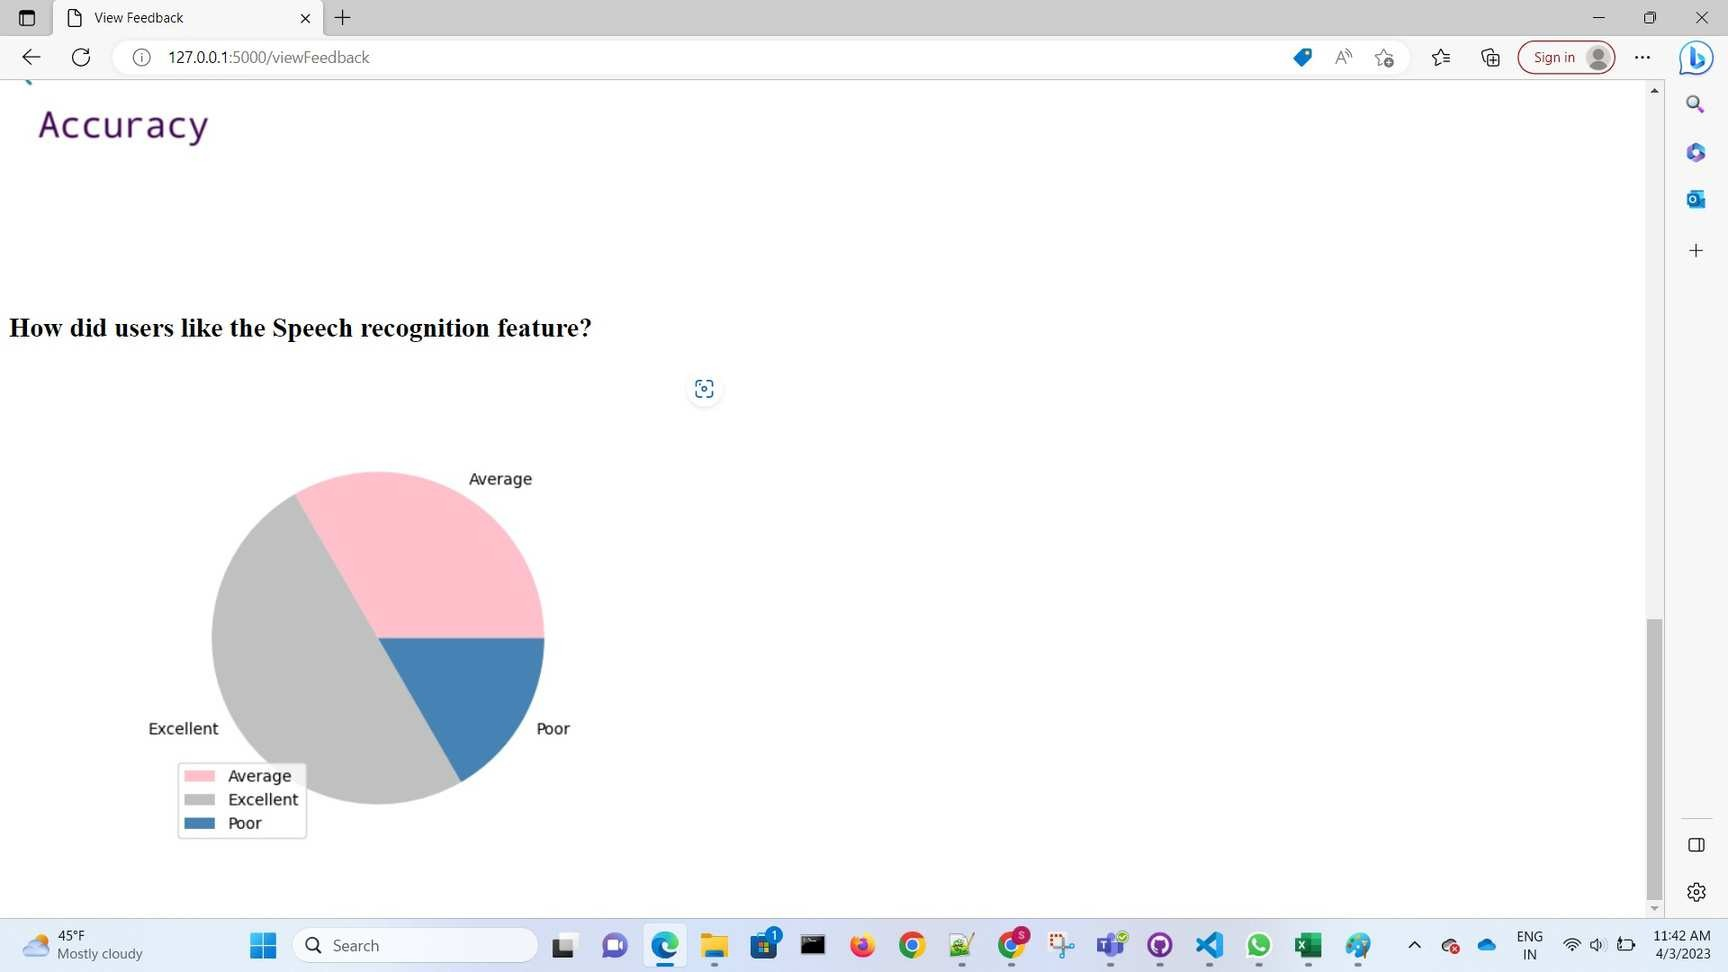 View Feedback
127.0.0.1:5000/viewFeedback
Sign in
Accuracy
How did users like the Speech recognition feature?
Average
Excellent
Poor
Average
Excellent
Poor
45°F
Mostly cloudy
Search
1
S
ENG
IN
11:42 AM
4/3/2023